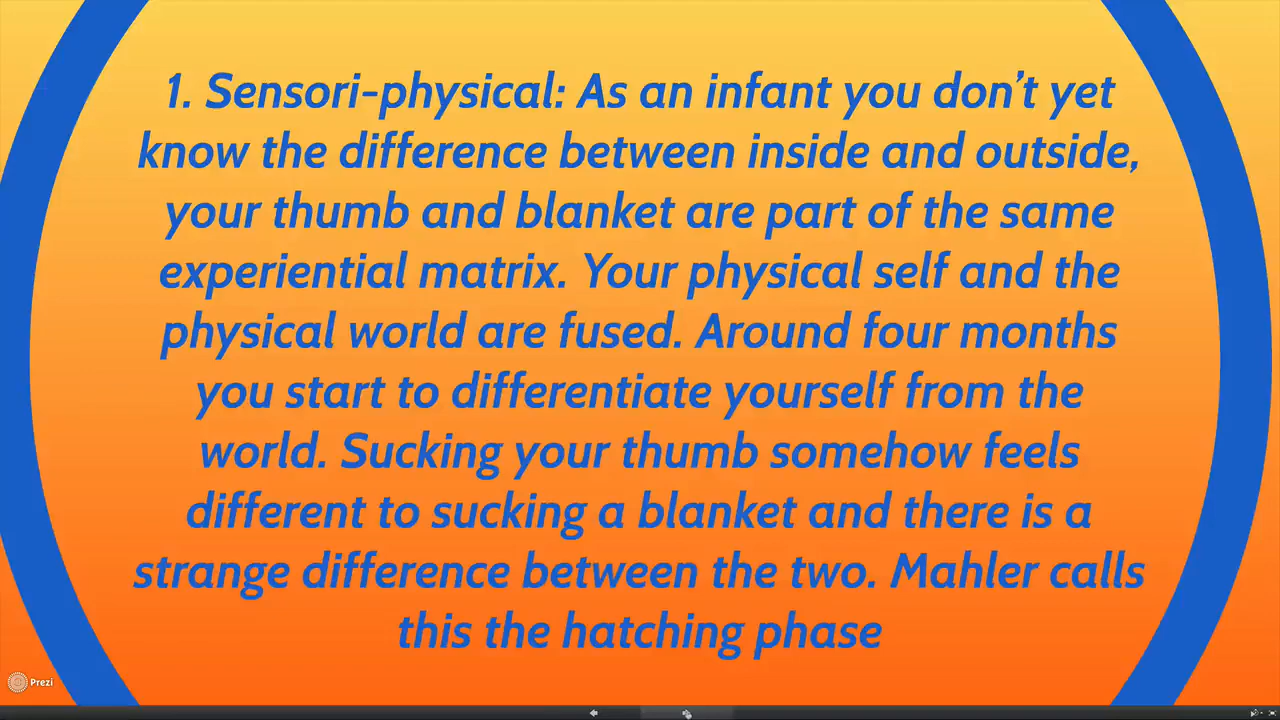 1. Sensori-physical: As an infant you don't yet
know the difference between inside and outside,
your thumb and blanket are part of the same
experiential matrix. Your physical self and the
physical world are fused. Around four months
you start to differentiate yourself from the
world. Sucking your thumb somehow feels
different to sucking a blanket and there is a
strange difference between the two. Mahler calls
this the hatching phase
Prezi